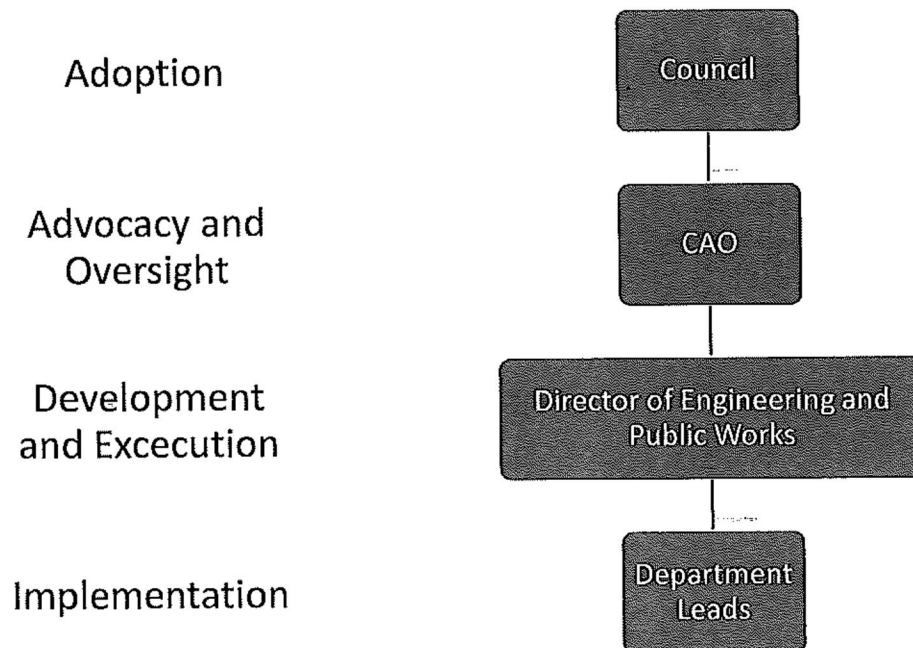 Adoption
Council
Advocacy and
Oversight
CAO
Development
and Excecution
Director of Engineering and
Public Works
Implementation
Department
Leads